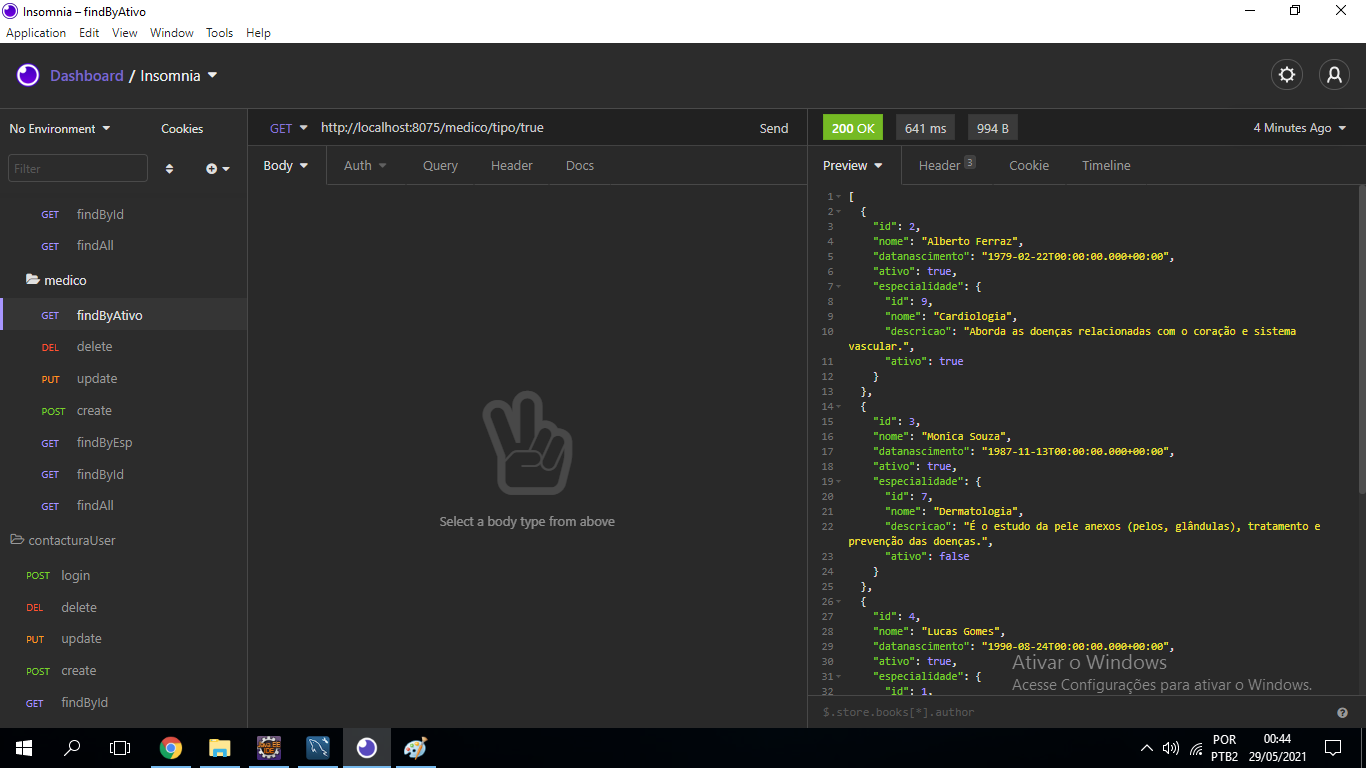 Insomnia – findByAtivo
Application Edit View Window Tools Help
Dashboard / Insomnia
No Environment Cookies
Filter
GET findById
GET findAll
medico
GET findByAtivo
DEL delete
PUT update
POST create
GET findByEsp
GET findById
GET findAll
contacturaUser
POST login
DEL delete
PUT update
POST create
GET findById
GET http://localhost:8075/medico/tipo/true Send
Body Auth Query Header Docs
Select a body type from above
200 OK 641 ms 994 B 4 Minutes Ago
Preview Header 3 Cookie Timeline
1 [
2 {
3 "id": 2,
4 "nome": "Alberto Ferraz",
5 "datanascimento": "1979-02-22T00:00:00.000+00:00",
6 "ativo": true,
7 "especialidade": {
8 "id": 9,
9 "nome": "Cardiologia",
10 "descricao": "Aborda as doenças relacionadas com o coração e sistema
vascular.",
11 "ativo": true
12 }
13 },
14 {
15 "id": 3,
16 "nome": "Monica Souza",
17 "datanascimento": "1987-11-13T00:00:00.000+00:00",
18 "ativo": true,
19 "especialidade": {
20 "id": 7,
21 "nome": "Dermatologia",
22 "descricao": "É o estudo da pele anexos (pelos, glândulas), tratamento e
prevenção das doenças.",
23 "ativo": false
24 }
25 },
26 {
27 "id": 4,
28 "nome": "Lucas Gomes",
29 "datanascimento": "1990-08-24T00:00:00.000+00:00",
30 "ativo": true,
31 "especialidade": {
32 "id": 1,
Ativar o Windows
Acesse Configurações para ativar o Windows.
$.store.books[*].author
POR
PTB2
00:44
29/05/2021